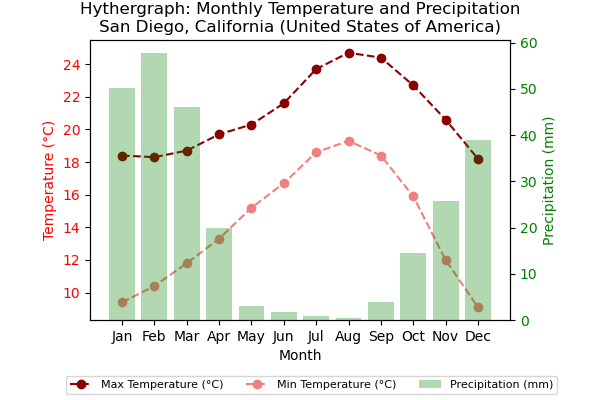 Hythergraph: Monthly Temperature and Precipitation
San Diego, California (United States of America)
Temperature (°C)
24
22
20
18
16
14
12
10
Precipitation (mm)
60
50
40
30
20
10
0
Jan Feb Mar Apr May Jun Jul Aug Sep Oct Nov Dec
Month
Max Temperature (°C) Min Temperature (°C) Precipitation (mm)